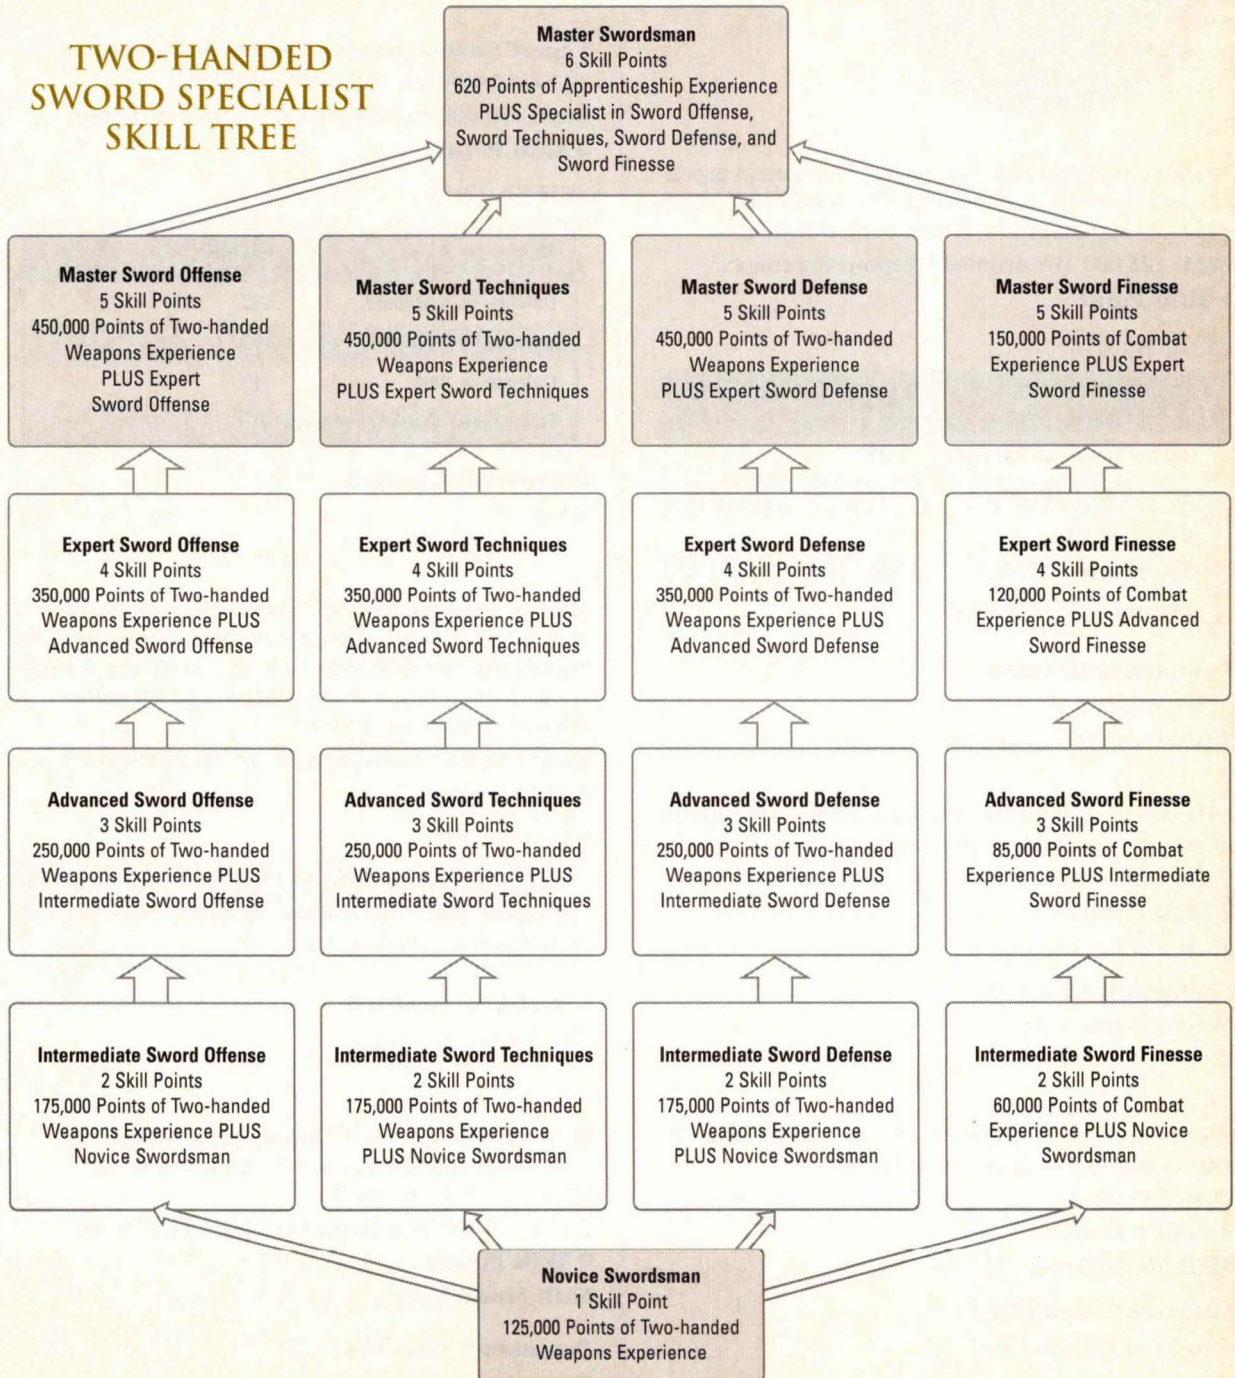 TWO-HANDED
SWORD SPECIALIST
SKILL TREE
Master Swordsman
6 Skill Points
620 Points of Apprenticeship Experience
PLUS Specialist in Sword Offense,
Sword Techniques, Sword Defense, and
Sword Finesse
Master Sword Offense
5 Skill Points
450,000 Points of Two-handed
Weapons Experience
PLUS Expert
Sword Offense
Master Sword Techniques
5 Skill Points
450,000 Points of Two-handed
Weapons Experience
PLUS Expert Sword Techniques
Master Sword Defense
5 Skill Points
450,000 Points of Two-handed
Weapons Experience
PLUS Expert Sword Defense
Master Sword Finesse
5 Skill Points
150,000 Points of Combat
Experience PLUS Expert
Sword Finesse
Expert Sword Offense
4 Skill Points
350,000 Points of Two-handed
Weapons Experience PLUS
Advanced Sword Offense
Expert Sword Techniques
4 Skill Points
350,000 Points of Two-handed
Weapons Experience PLUS
Advanced Sword Techniques
Expert Sword Defense
4 Skill Points
350,000 Points of Two-handed
Weapons Experience PLUS
Advanced Sword Defense
Expert Sword Finesse
4 Skill Points
120,000 Points of Combat
Experience PLUS Advanced
Sword Finesse
Advanced Sword Offense
3 Skill Points
250,000 Points of Two-handed
Weapons Experience PLUS
Intermediate Sword Offense
Advanced Sword Techniques
3 Skill Points
250,000 Points of Two-handed
Weapons Experience PLUS
Intermediate Sword Techniques
Advanced Sword Defense
3 Skill Points
250,000 Points of Two-handed
Weapons Experience PLUS
Intermediate Sword Defense
Advanced Sword Finesse
3 Skill Points
85,000 Points of Combat
Experience PLUS Intermediate
Sword Finesse
Intermediate Sword Offense
2 Skill Points
175,000 Points of Two-handed
Weapons Experience PLUS
Novice Swordsman
Intermediate Sword Techniques
2 Skill Points
175,000 Points of Two-handed
Weapons Experience
PLUS Novice Swordsman
Intermediate Sword Defense
2 Skill Points
175,000 Points of Two-handed
Weapons Experience
PLUS Novice Swordsman
Intermediate Sword Finesse
2 Skill Points
60,000 Points of Combat
Experience PLUS Novice
Swordsman
Novice Swordsman
1 Skill Point
125,000 Points of Two-handed
Weapons Experience